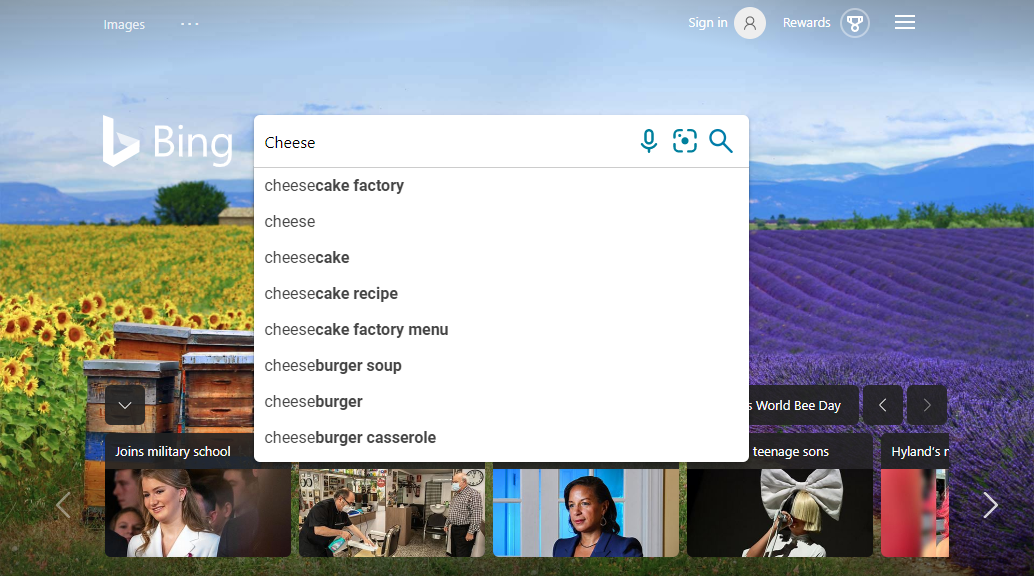 Images
Sign in
Rewards
Bing
Cheese
cheesecake factory
cheese
cheesecake
cheesecake recipe
cheesecake factory menu
cheeseburger soup
cheeseburger
cheeseburger casserole
World Bee Day
Joins military school
teenage sons
Hyland's